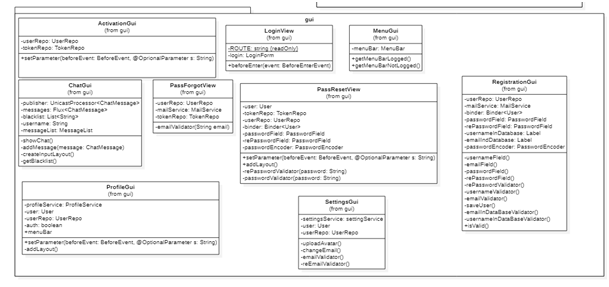 gui
ActivationGui
(from gui)
-userRepo: UserRepo
-tokenRepo: TokenRepo
+setParameter(beforeEvent: BeforeEvent, @OptionalParameter s: String)
LoginView
(from gui)
-ROUTE: string {readOnly}
-login: LoginForm
+beforeEnter(event: BeforeEnterEvent)
MenuGui
(from gui)
-menuBar: MenuBar
+getMenuBarLogged()
+getMenuBarNotLogged()
ChatGui
(from gui)
-publisher: UnicastProcessor<ChatMessage>
-messages: Flux<ChatMessage>
-blacklist: List<String>
-username: String
-messageList: MessageList
-showChat()
-addMessage(message: ChatMessage)
-createInputLayout()
-getBlacklist()
PassForgotView
(from gui)
-userRepo: UserRepo
-mailService: MailService
-tokenRepo: TokenRepo
-emailValidator(String email)
PassResetView
(from gui)
-user: User
-tokenRepo: TokenRepo
-userRepo: UserRepo
-binder: Binder<User>
-passwordField: PasswordField
-rePasswordField: PasswordField
-passwordEncoder: PasswordEncoder
+setParameter(beforeEvent: BeforeEvent, @OptionalParameter s: String)
+addLayout()
-rePasswordValidator(password: String)
-passwordValidator(password: String)
RegistrationGui
(from gui)
-userRepo: UserRepo
-mailService: MailService
-binder: Binder<User>
-passwordField: PasswordField
-rePasswordField: PasswordField
-usernameinDatabase: Label
-emailindDatabase: Label
-passwordEncoder: PasswordEncoder
-usernameField()
-emailField()
-passwordField()
-rePasswordField()
-rePasswordValidator()
-usernameValidator()
-emailValidator()
-saveUser()
-emailinDataBaseValidator()
-usernameinDataBaseValidator()
+isValid()
ProfileGui
(from gui)
-profileService: ProfileService
-user: User
-userRepo: UserRepo
-auth: boolean
+menuBar
+setParameter(beforeEvent: BeforeEvent, @OptionalParameter s: String)
-addLayout()
SettingsGui
(from gui)
-settingsService: settingService
-user: User
-userRepo: UserRepo
-uploadAvatar()
-changeEmail()
-emailValidator()
-reEmailValidator()